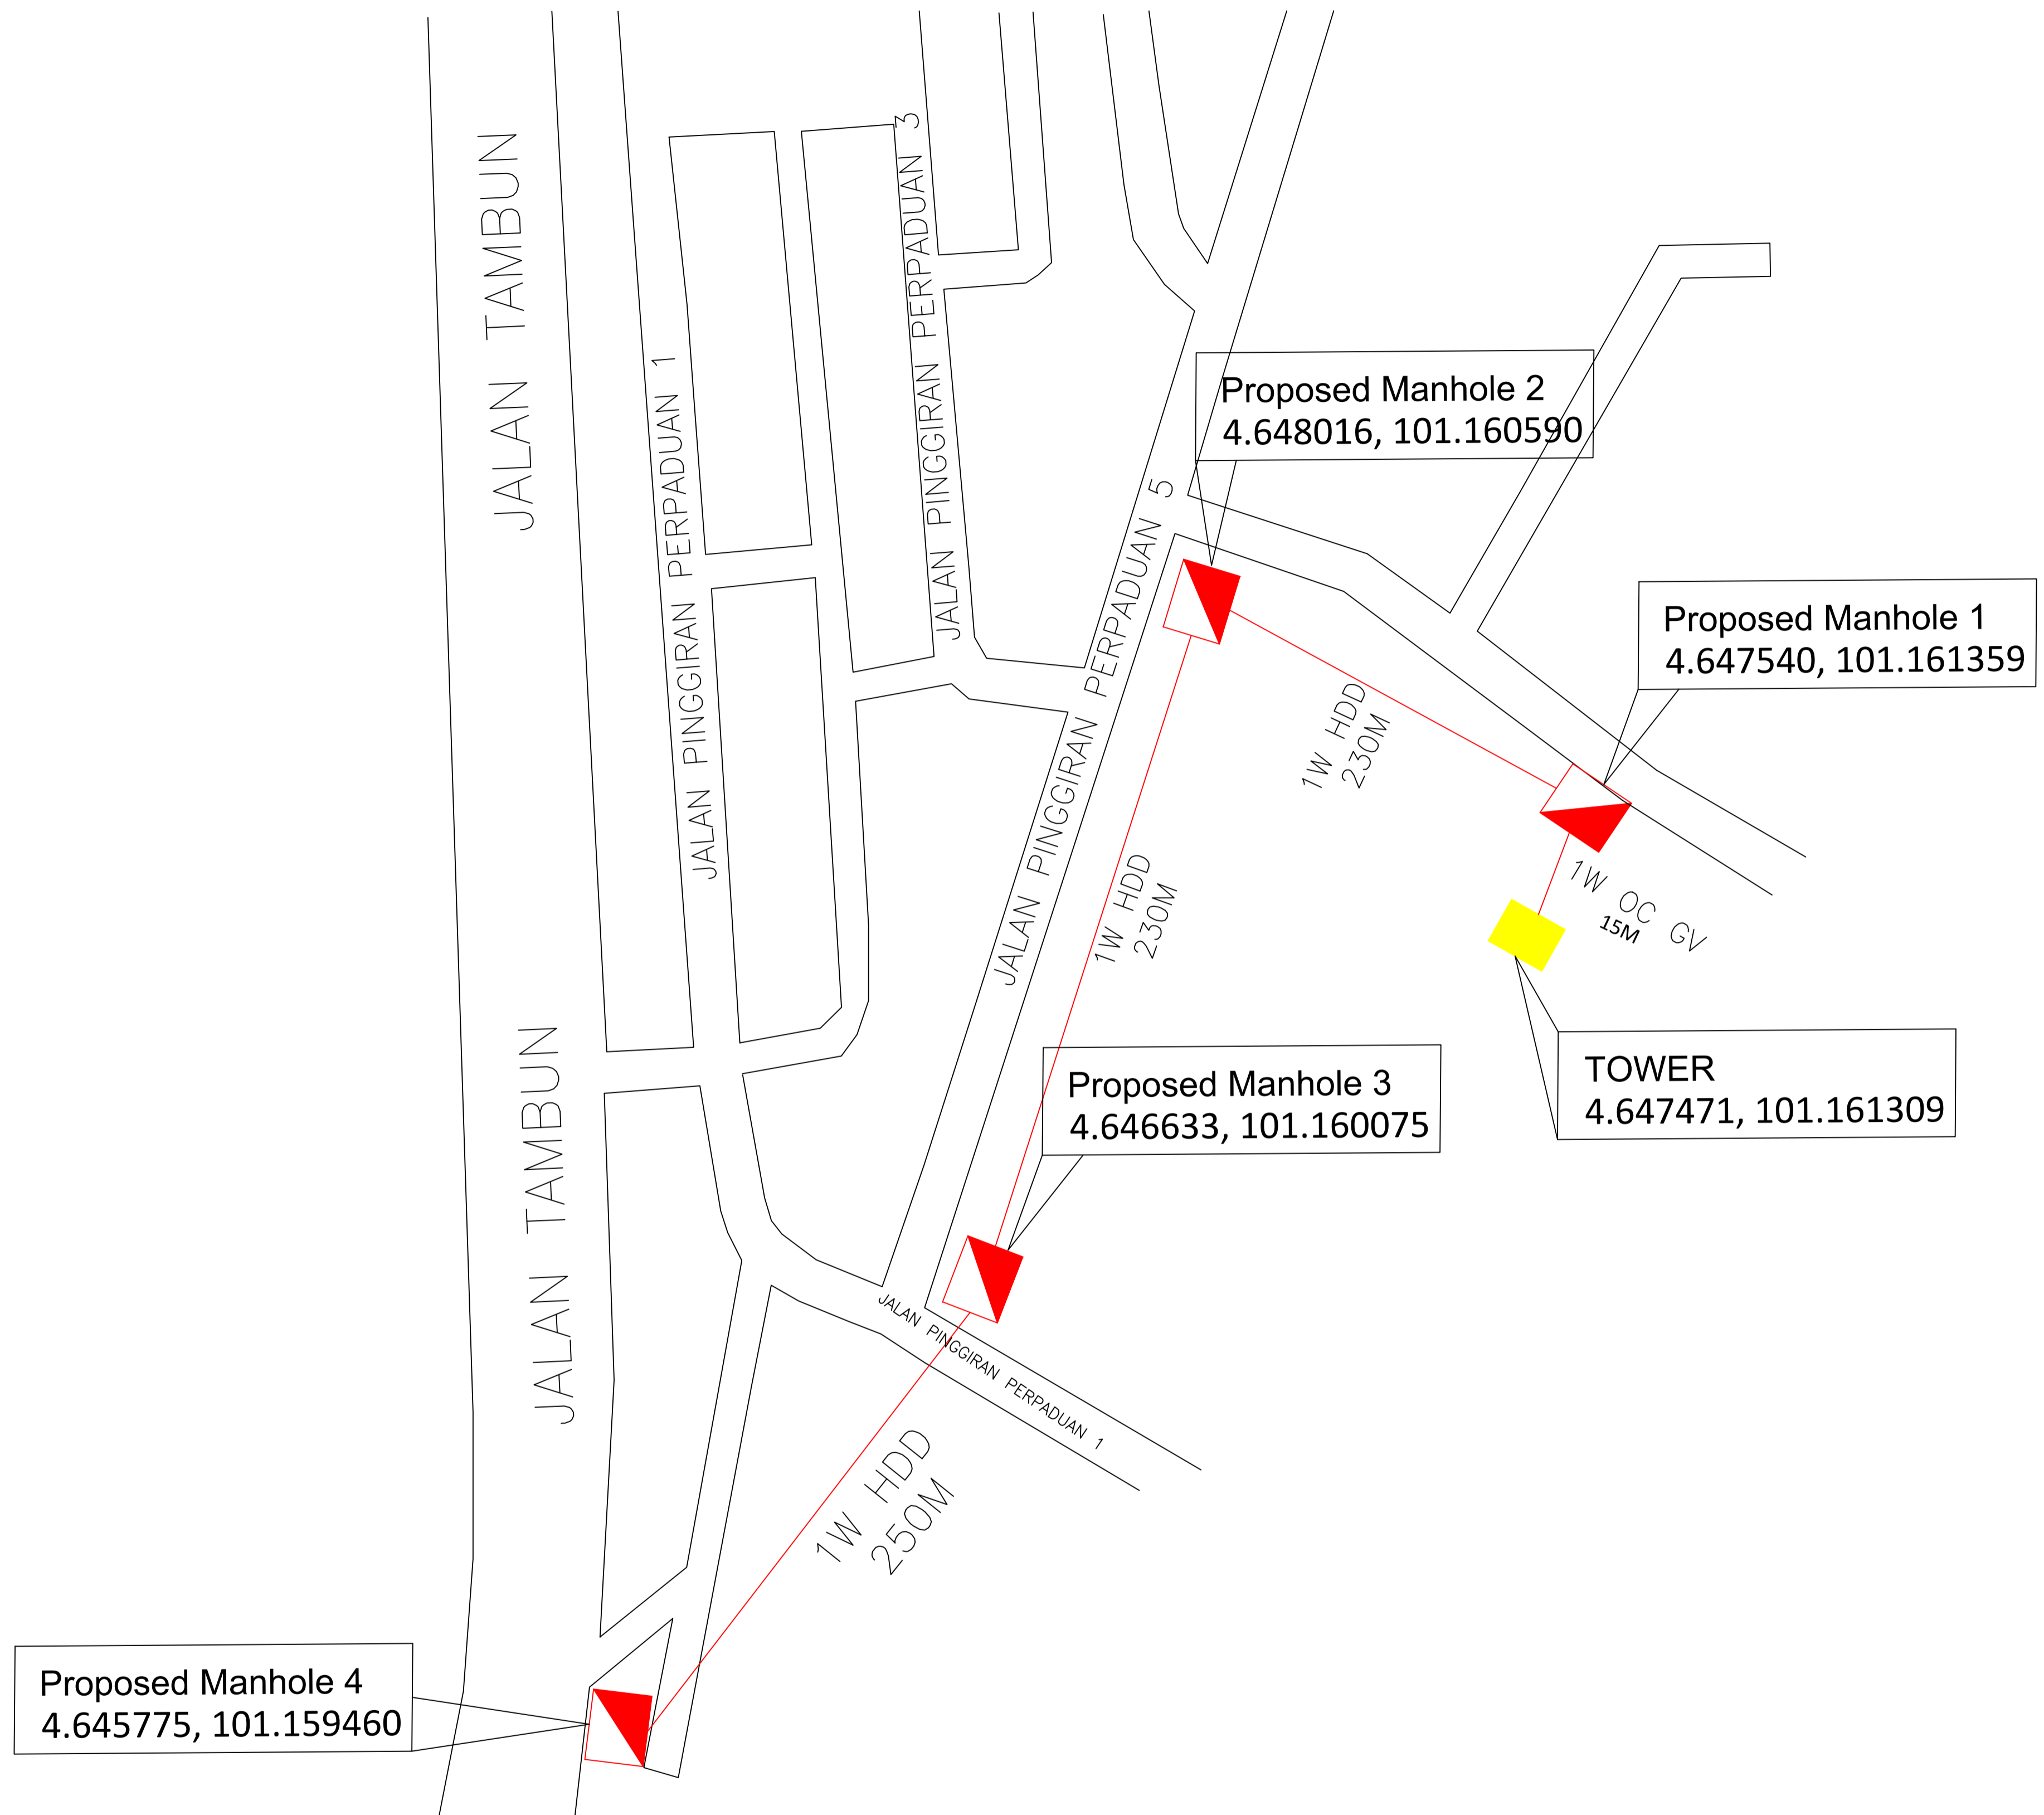 JALAN TAMBUN
JALAN TAMBUN
JALAN PINGGIRAN PERPADUAN 1
JALAN PINGGIRAN PERPADUAN 3
JALAN PINGGIRAN PERPADUAN 5
Proposed Manhole 2
4.648016, 101.160590
Proposed Manhole 1
4.647540, 101.161359
1W HDD
230M
1W HDD
230M
1W OC GV
15M
TOWER
4.647471, 101.161309
Proposed Manhole 3
4.646633, 101.160075
JALAN PINGGIRAN PERPADUAN 1
1W HDD
250M
Proposed Manhole 4
4.645775, 101.159460